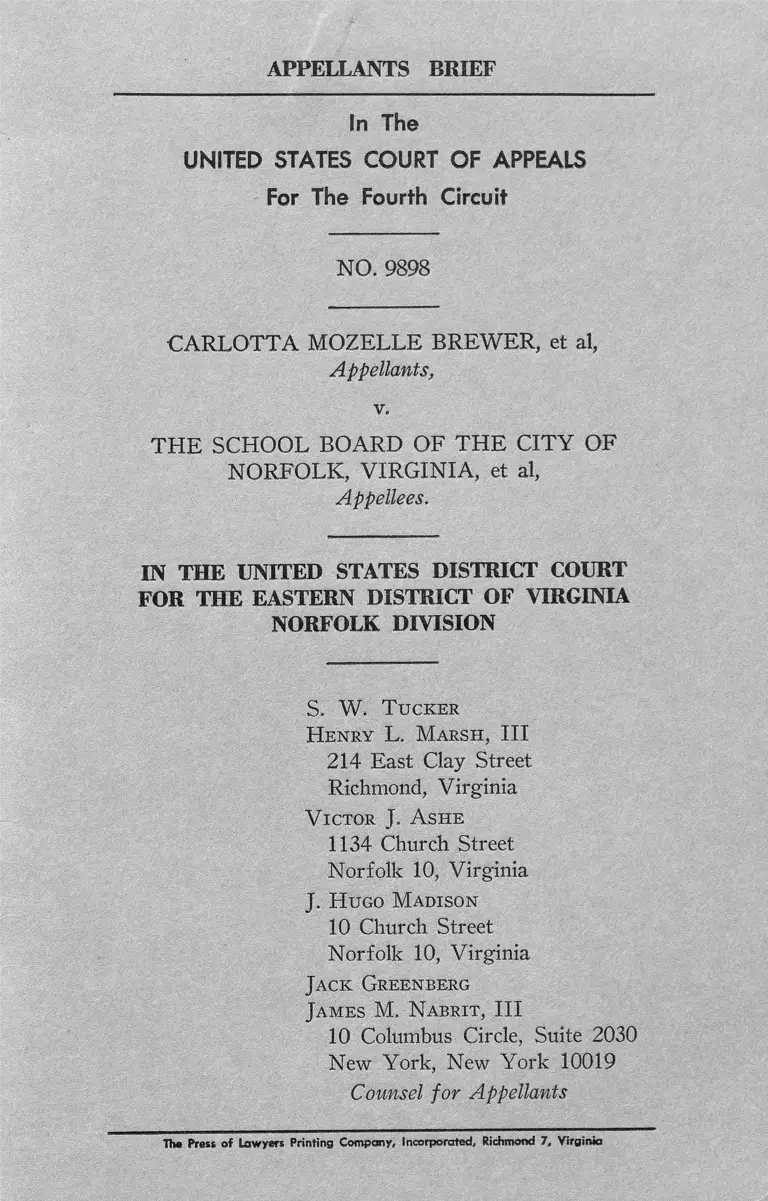 APPELLANTS BRIEF
In The
UNITED STATES COURT OF APPEALS
For The Fourth Circuit
NO. 9898
CARLOTTA MOZELLE BREWER, et al,
Appellants,
v.
THE SCHOOL BOARD OF THE CITY OF
NORFOLK, VIRGINIA, et al,
Appellees.
IN THE UNITED STATES DISTRICT COURT
FOR THE EASTERN DISTRICT OF VIRGINIA
NORFOLK DIVISION
S. W. TUCKER
HENRY L. MARSH, III
214 East Clay Street
Richmond, Virginia
VICTOR J. ASHE
1134 Church Street
Norfolk 10, Virginia
J. HUGO MADISON
10 Church Street
Norfolk 10, Virginia
JACK GREENBERG
JAMES M. NABRIT, III
10 Columbus Circle, Suite 2030
New York, New York 10019
Counsel for Appellants
The Press of Lawyers Printing Company, Incorporated, Richmond 7, Virginia